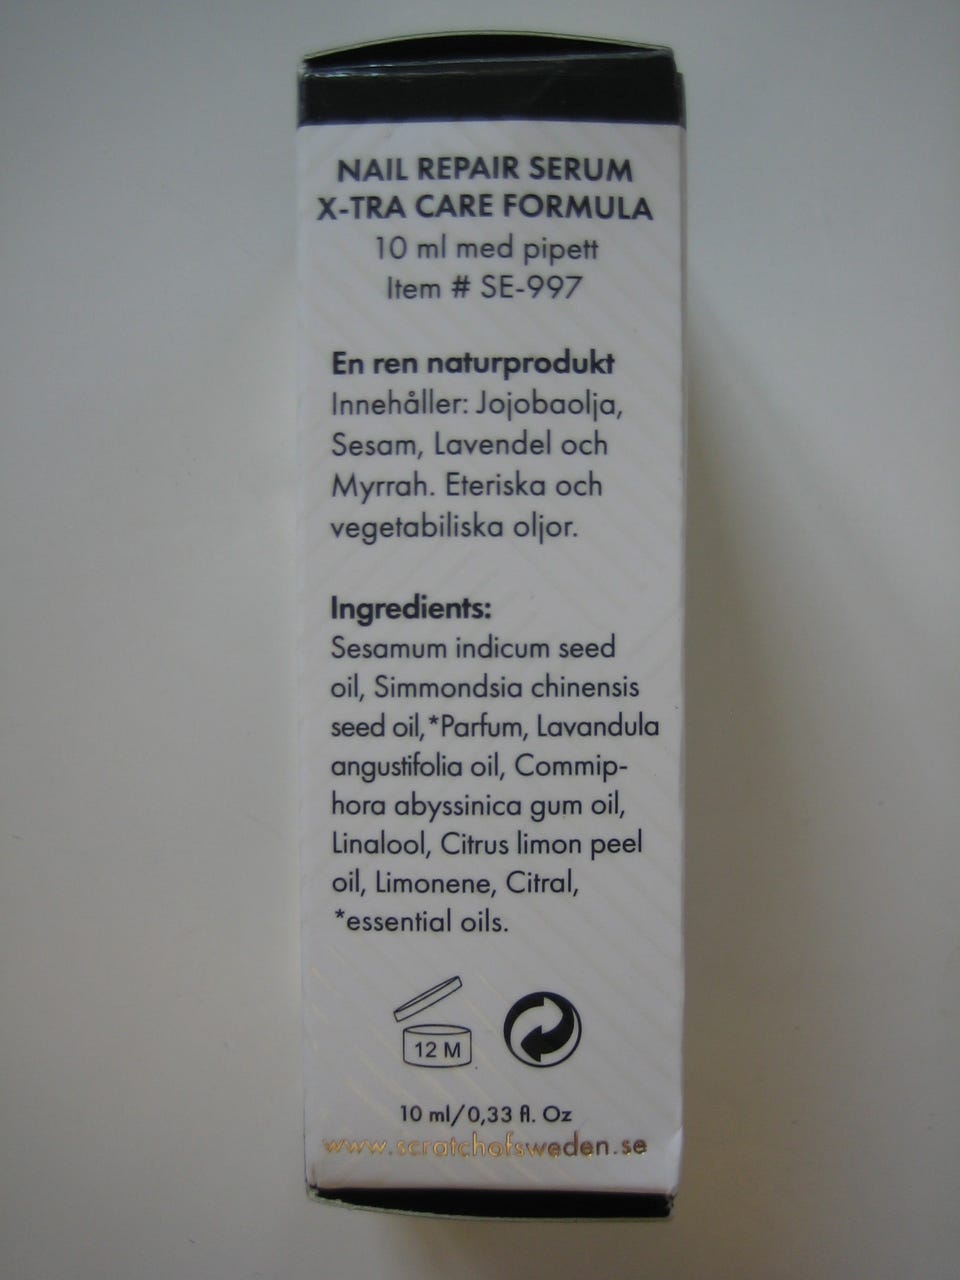 NAIL REPAIR SERUM
X-TRA CARE FORMULA
10 ml med pipett
Item # SE-997
En ren naturprodukt
Innehåller: Jojobaolja,
Sesam, Lavendel och
Myrrah. Eteriska och
vegetabiliska oljor.
Ingredients:
Sesamum indicum seed
oil, Simmondsia chinensis
seed oil,*Parfum, Lavandula
angustifolia oil, Commip-
hora abyssinica gum oil,
Linalool, Citrus limon peel
oil, Limonene, Citral,
*essential oils.
12 M
10 ml/0,33 fl. Oz
www.scratchofsweden.se